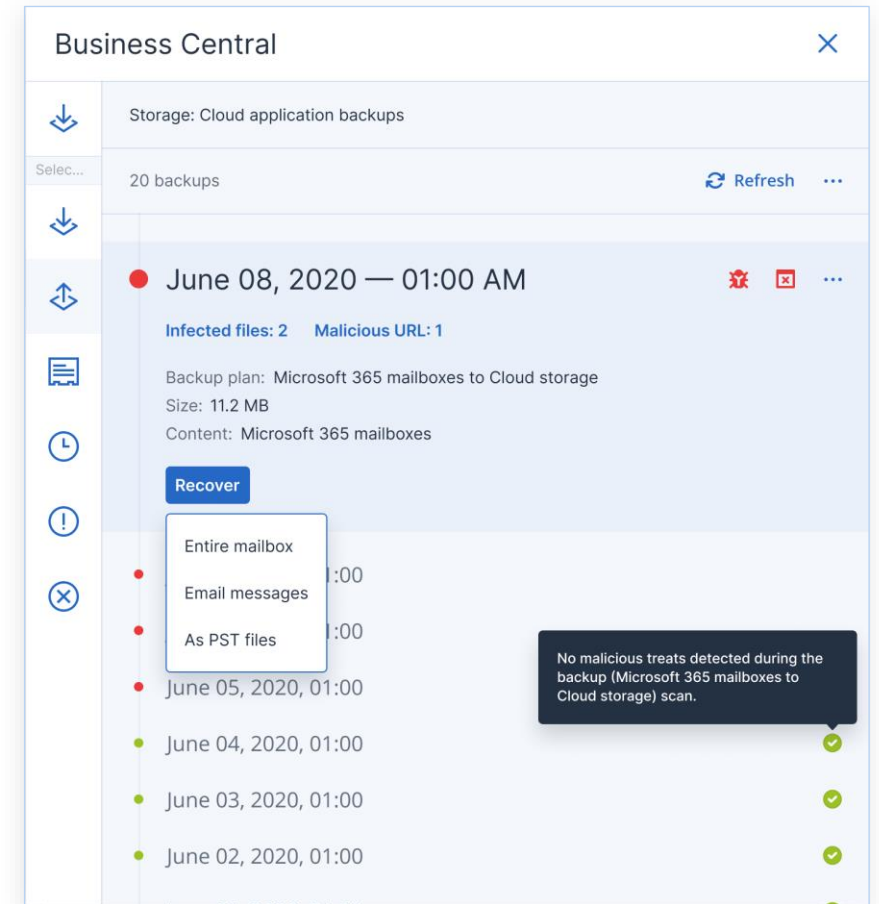 Business Central
Storage: Cloud application backups
Selec...
20 backups
Refresh
June 08, 2020 — 01:00 AM
Infected files: 2 Malicious URL: 1
Backup plan: Microsoft 365 mailboxes to Cloud storage
Size: 11.2 MB
Content: Microsoft 365 mailboxes
Recover
Entire mailbox
:00
Email messages
As PST files
:00
No malicious treats detected during the
backup (Microsoft 365 mailboxes to
Cloud storage) scan.
June 05, 2020, 01:00
June 04, 2020, 01:00
June 03, 2020, 01:00
June 02, 2020, 01:00